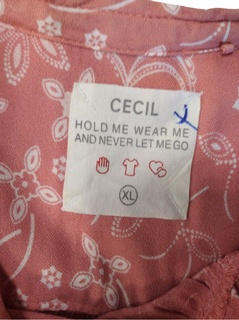 CECIL
HOLD ME WEAR ME
AND NEVER LET ME GO
XL